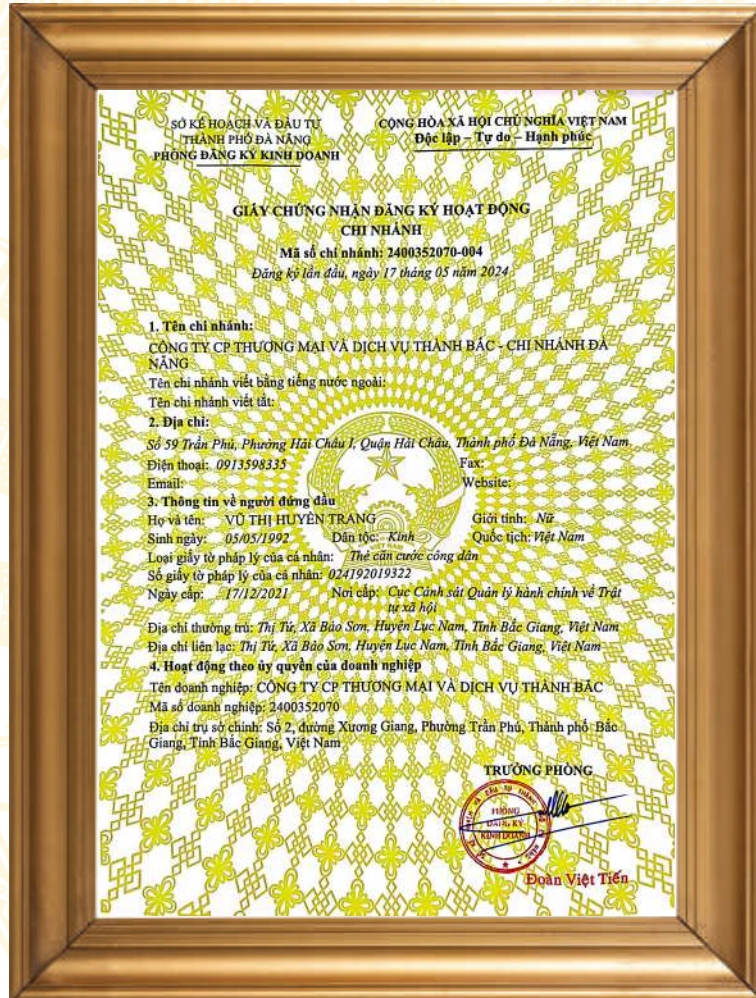 SỞ KẾ HOẠCH VÀ ĐẦU TƯ
THÀNH PHỐ ĐÀ NẴNG
PHÒNG ĐĂNG KÝ KINH DOANH
CỘNG HÒA XÃ HỘI CHỦ NGHĨA VIỆT NAM
Độc lập – Tự do – Hạnh phúc
GIẤY CHỨNG NHẬN ĐĂNG KÝ HOẠT ĐỘNG
CHI NHÁNH
Mã số chi nhánh: 2400352070-004
Đăng ký lần đầu, ngày 17 tháng 05 năm 2024
1. Tên chi nhánh:
CÔNG TY CP THƯƠNG MẠI VÀ DỊCH VỤ THÀNH BẮC - CHI NHÁNH ĐÀ
NẴNG
Tên chi nhánh viết bằng tiếng nước ngoài:
Tên chi nhánh viết tắt:
2. Địa chỉ:
Số 59 Trần Phú, Phường Hải Châu I, Quận Hải Châu, Thành phố Đà Nẵng, Việt Nam
Điện thoại: 0913598335 Fax:
Email: Website:
3. Thông tin về người đứng đầu
Họ và tên: VŨ THỊ HUYỀN TRANG Giới tính: Nữ
Sinh ngày: 05/05/1992 Dân tộc: Kinh Quốc tịch: Việt Nam
Loại giấy tờ pháp lý của cá nhân: Thẻ căn cước công dân
Số giấy tờ pháp lý của cá nhân: 024192019322
Ngày cấp: 17/12/2021 Nơi cấp: Cục Cảnh sát Quản lý hành chính về Trật
tự xã hội
Địa chỉ thường trú: Thị Tứ, Xã Bảo Sơn, Huyện Lục Nam, Tỉnh Bắc Giang, Việt Nam
Địa chỉ liên lạc: Thị Tứ, Xã Bảo Sơn, Huyện Lục Nam, Tỉnh Bắc Giang, Việt Nam
4. Hoạt động theo ủy quyền của doanh nghiệp
Tên doanh nghiệp: CÔNG TY CP THƯƠNG MẠI VÀ DỊCH VỤ THÀNH BẮC
Mã số doanh nghiệp: 2400352070
Địa chỉ trụ sở chính: Số 2, đường Xương Giang, Phường Trần Phú, Thành phố Bắc
Giang, Tỉnh Bắc Giang, Việt Nam
TRƯỞNG PHÒNG
PHÒNG
ĐĂNG KÝ
KINH DOANH
Đoàn Việt Tiến